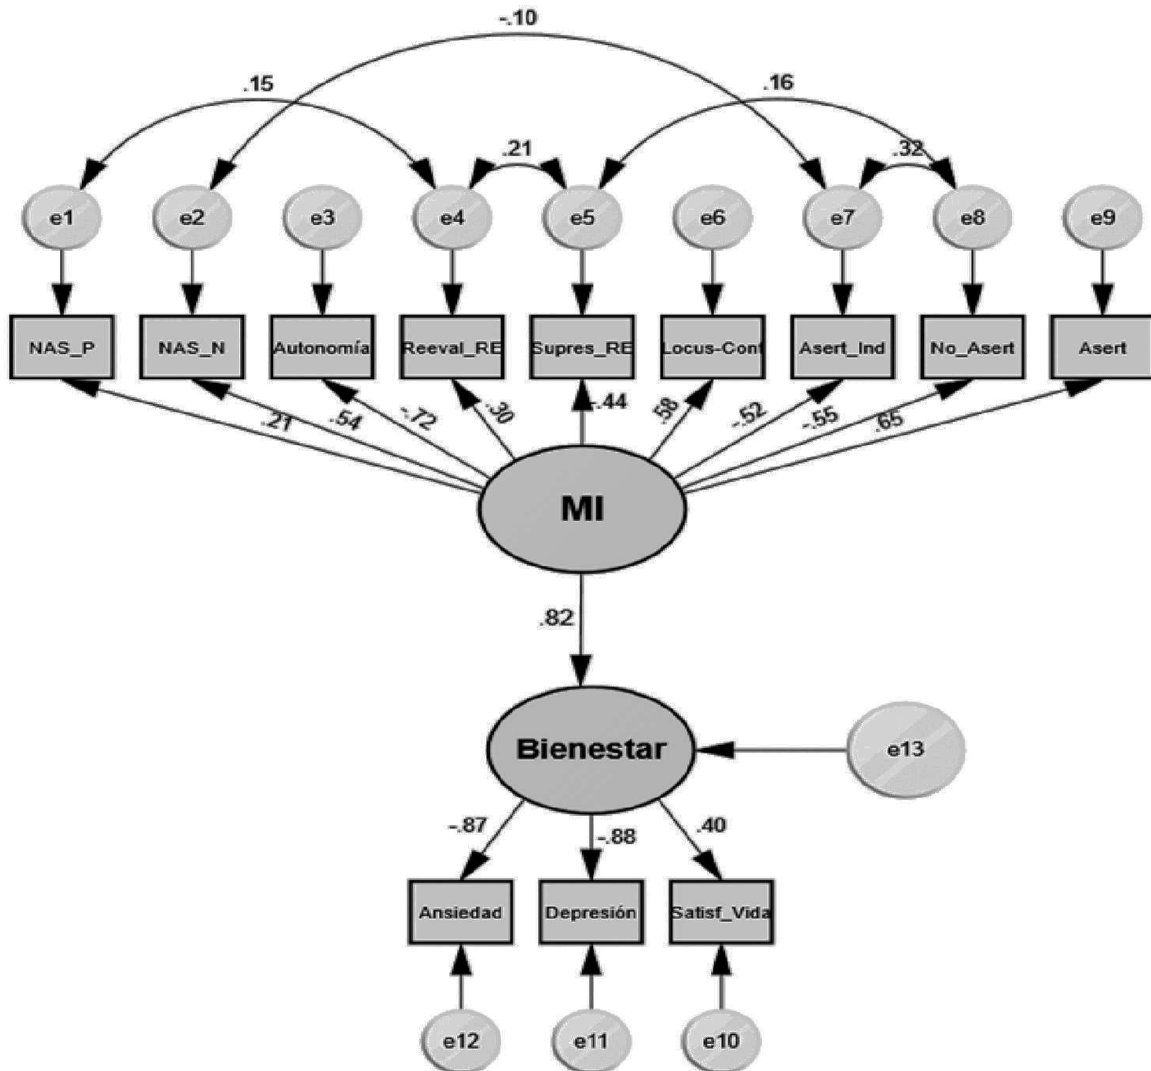 -.10
.15
.16
.21
.32
e1
e2
e3
e4
e5
e6
e7
e8
e9
NAS_P
NAS_N
Autonomía
Reeval_RE
Supres_RE
Locus-Cont
Asert_Ind
No_Asert
Asert
.21
.54
-.72
.30
-.44
.58
-.52
-.55
.65
MI
.82
Bienestar
e13
-.87
-.88
.40
Ansiedad
Depresión
Satisf_Vida
e12
e11
e10